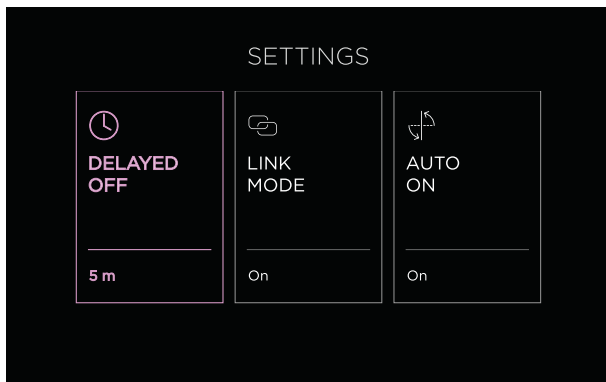 SETTINGS
DELAYED
OFF
5 m
LINK
MODE
On
AUTO
ON
On